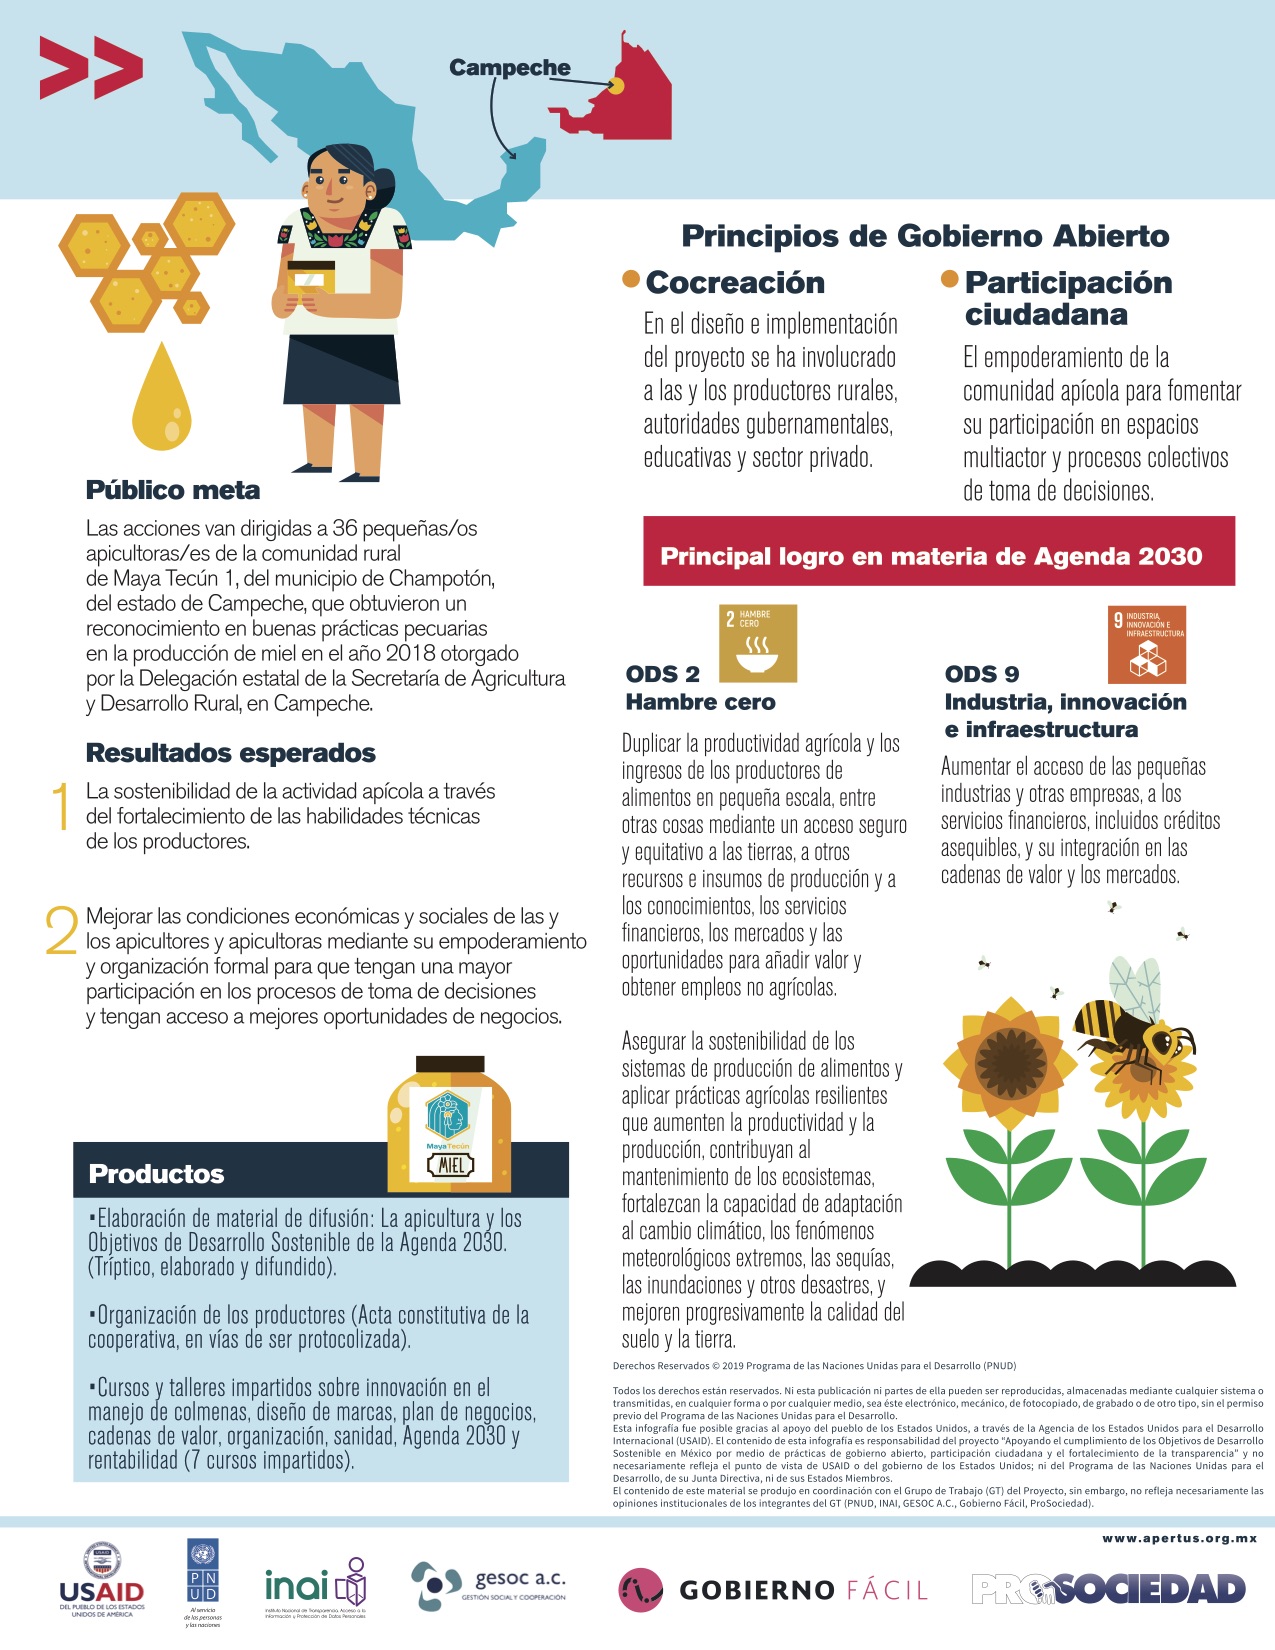 Campeche
Público meta
Las acciones van dirigidas a 36 pequeñas/os
apicultoras/es de la comunidad rural
de Maya Tecún 1, del municipio de Champotón,
del estado de Campeche, que obtuvieron un
reconocimiento en buenas prácticas pecuarias
en la producción de miel en el año 2018 otorgado
por la Delegación estatal de la Secretaría de Agricultura
y Desarrollo Rural, en Campeche.
Resultados esperados
1
La sostenibilidad de la actividad apícola a través
del fortalecimiento de las habilidades técnicas
de los productores.
2
Mejorar las condiciones económicas y sociales de las y
los apicultores y apicultoras mediante su empoderamiento
y organización formal para que tengan una mayor
participación en los procesos de toma de decisiones
y tengan acceso a mejores oportunidades de negocios.
MayaTecún
MIEL
Productos
•Elaboración de material de difusión: La apicultura y los
Objetivos de Desarrollo Sostenible de la Agenda 2030.
(Tríptico, elaborado y difundido).
•Organización de los productores (Acta constitutiva de la
cooperativa, en vías de ser protocolizada).
•Cursos y talleres impartidos sobre innovación en el
manejo de colmenas, diseño de marcas, plan de negocios,
cadenas de valor, organización, sanidad, Agenda 2030 y
rentabilidad (7 cursos impartidos).
Principios de Gobierno Abierto
Cocreación
En el diseño e implementación
del proyecto se ha involucrado
a las y los productores rurales,
autoridades gubernamentales,
educativas y sector privado.
Participación
ciudadana
El empoderamiento de la
comunidad apícola para fomentar
su participación en espacios
multiactor y procesos colectivos
de toma de decisiones.
Principal logro en materia de Agenda 2030
2 HAMBRE
CERO
ODS 2
Hambre cero
Duplicar la productividad agrícola y los
ingresos de los productores de
alimentos en pequeña escala, entre
otras cosas mediante un acceso seguro
y equitativo a las tierras, a otros
recursos e insumos de producción y a
los conocimientos, los servicios
financieros, los mercados y las
oportunidades para añadir valor y
obtener empleos no agrícolas.
Asegurar la sostenibilidad de los
sistemas de producción de alimentos y
aplicar prácticas agrícolas resilientes
que aumenten la productividad y la
producción, contribuyan al
mantenimiento de los ecosistemas,
fortalezcan la capacidad de adaptación
al cambio climático, los fenómenos
meteorológicos extremos, las sequías,
las inundaciones y otros desastres, y
mejoren progresivamente la calidad del
suelo y la tierra.
9 INDUSTRIA,
INNOVACIÓN E
INFRAESTRUCTURA
ODS 9
Industria, innovación
e infraestructura
Aumentar el acceso de las pequeñas
industrias y otras empresas, a los
servicios financieros, incluidos créditos
asequibles, y su integración en las
cadenas de valor y los mercados.
Derechos Reservados © 2019 Programa de las Naciones Unidas para el Desarrollo (PNUD)
Todos los derechos están reservados. Ni esta publicación ni partes de ella pueden ser reproducidas, almacenadas mediante cualquier sistema o
transmitidas, en cualquier forma o por cualquier medio, sea éste electrónico, mecánico, de fotocopiado, de grabado o de otro tipo, sin el permiso
previo del Programa de las Naciones Unidas para el Desarrollo.
Esta infografía fue posible gracias al apoyo del pueblo de los Estados Unidos, a través de la Agencia de los Estados Unidos para el Desarrollo
Internacional (USAID). El contenido de esta infografía es responsabilidad del proyecto "Apoyando el cumplimiento de los Objetivos de Desarrollo
Sostenible en México por medio de prácticas de gobierno abierto, participación ciudadana y el fortalecimiento de la transparencia" y no
necesariamente refleja el punto de vista de USAID o del gobierno de los Estados Unidos; ni del Programa de las Naciones Unidas para el
Desarrollo, de su Junta Directiva, ni de sus Estados Miembros.
El contenido de este material se produjo en coordinación con el Grupo de Trabajo (GT) del Proyecto, sin embargo, no refleja necesariamente las
opiniones institucionales de los integrantes del GT (PNUD, INAI, GESOC A.C., Gobierno Fácil, ProSociedad).
www.apertus.org.mx
USAID
DEL PUEBLO DE LOS ESTADOS
UNIDOS DE AMÉRICA
P N
U D
Al servicio
de las personas
y las naciones
inai
Instituto Nacional de Transparencia, Acceso a la
Información y Protección de Datos Personales
gesoc a.c.
GESTIÓN SOCIAL Y COOPERACIÓN
GOBIERNO FÁCIL
PROSOCIEDAD